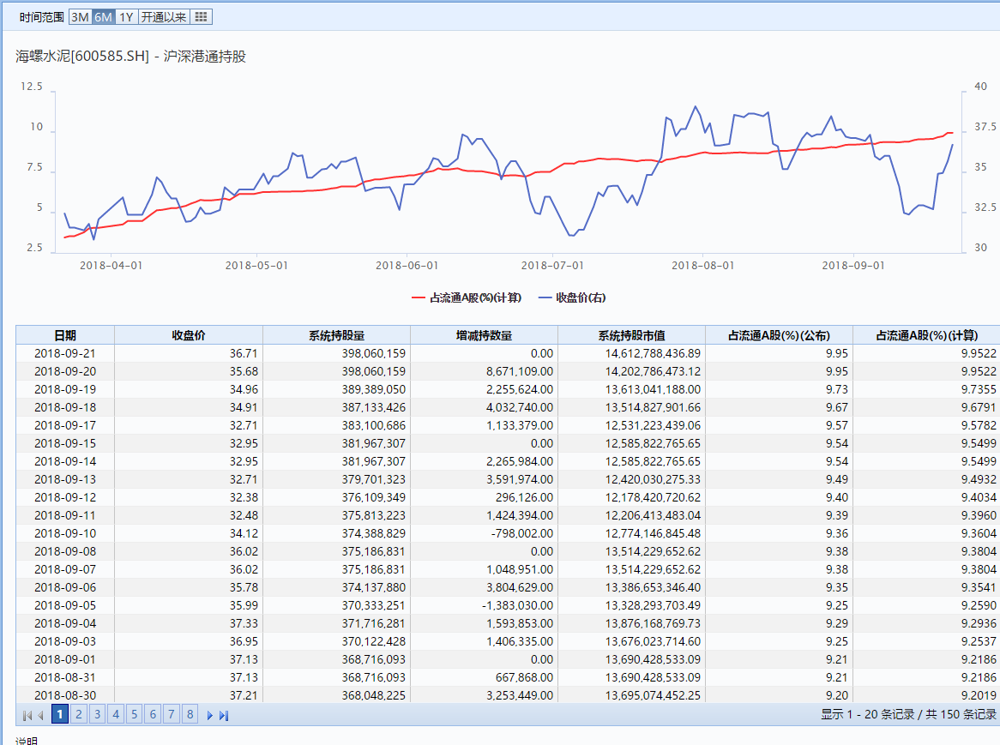 时间范围 3M 6M 1Y 开通以来
海螺水泥[600585.SH] - 沪深港通持股
12.5 40
10 37.5
7.5 35
5 32.5
2.5 30
2018-04-01 2018-05-01 2018-06-01 2018-07-01 2018-08-01 2018-09-01
占流通A股(%)(计算) 收盘价(右)
日期 收盘价 系统持股量 增减持数量 系统持股市值 占流通A股(%)(公布) 占流通A股(%)(计算)
2018-09-21 36.71 398,060,159 0.00 14,612,788,436.89 9.95 9.9522
2018-09-20 35.68 398,060,159 8,671,109.00 14,202,786,473.12 9.95 9.9522
2018-09-19 34.96 389,389,050 2,255,624.00 13,613,041,188.00 9.73 9.7355
2018-09-18 34.91 387,133,426 4,032,740.00 13,514,827,901.66 9.67 9.6791
2018-09-17 32.71 383,100,686 1,133,379.00 12,531,223,439.06 9.57 9.5782
2018-09-15 32.95 381,967,307 0.00 12,585,822,765.65 9.54 9.5499
2018-09-14 32.95 381,967,307 2,265,984.00 12,585,822,765.65 9.54 9.5499
2018-09-13 32.71 379,701,323 3,591,974.00 12,420,030,275.33 9.49 9.4932
2018-09-12 32.38 376,109,349 296,126.00 12,178,420,720.62 9.40 9.4034
2018-09-11 32.48 375,813,223 1,424,394.00 12,206,413,483.04 9.39 9.3960
2018-09-10 34.12 374,388,829 -798,002.00 12,774,146,845.48 9.36 9.3604
2018-09-08 36.02 375,186,831 0.00 13,514,229,652.62 9.38 9.3804
2018-09-07 36.02 375,186,831 1,048,951.00 13,514,229,652.62 9.38 9.3804
2018-09-06 35.78 374,137,880 3,804,629.00 13,386,653,346.40 9.35 9.3541
2018-09-05 35.99 370,333,251 -1,383,030.00 13,328,293,703.49 9.25 9.2590
2018-09-04 37.33 371,716,281 1,593,853.00 13,876,168,769.73 9.29 9.2936
2018-09-03 36.95 370,122,428 1,406,335.00 13,676,023,714.60 9.25 9.2537
2018-09-01 37.13 368,716,093 0.00 13,690,428,533.09 9.21 9.2186
2018-08-31 37.13 368,716,093 667,868.00 13,690,428,533.09 9.21 9.2186
2018-08-30 37.21 368,048,225 3,253,449.00 13,695,074,452.25 9.20 9.2019
1 2 3 4 5 6 7 8 显示 1 - 20 条记录 / 共 150 条记录
说明